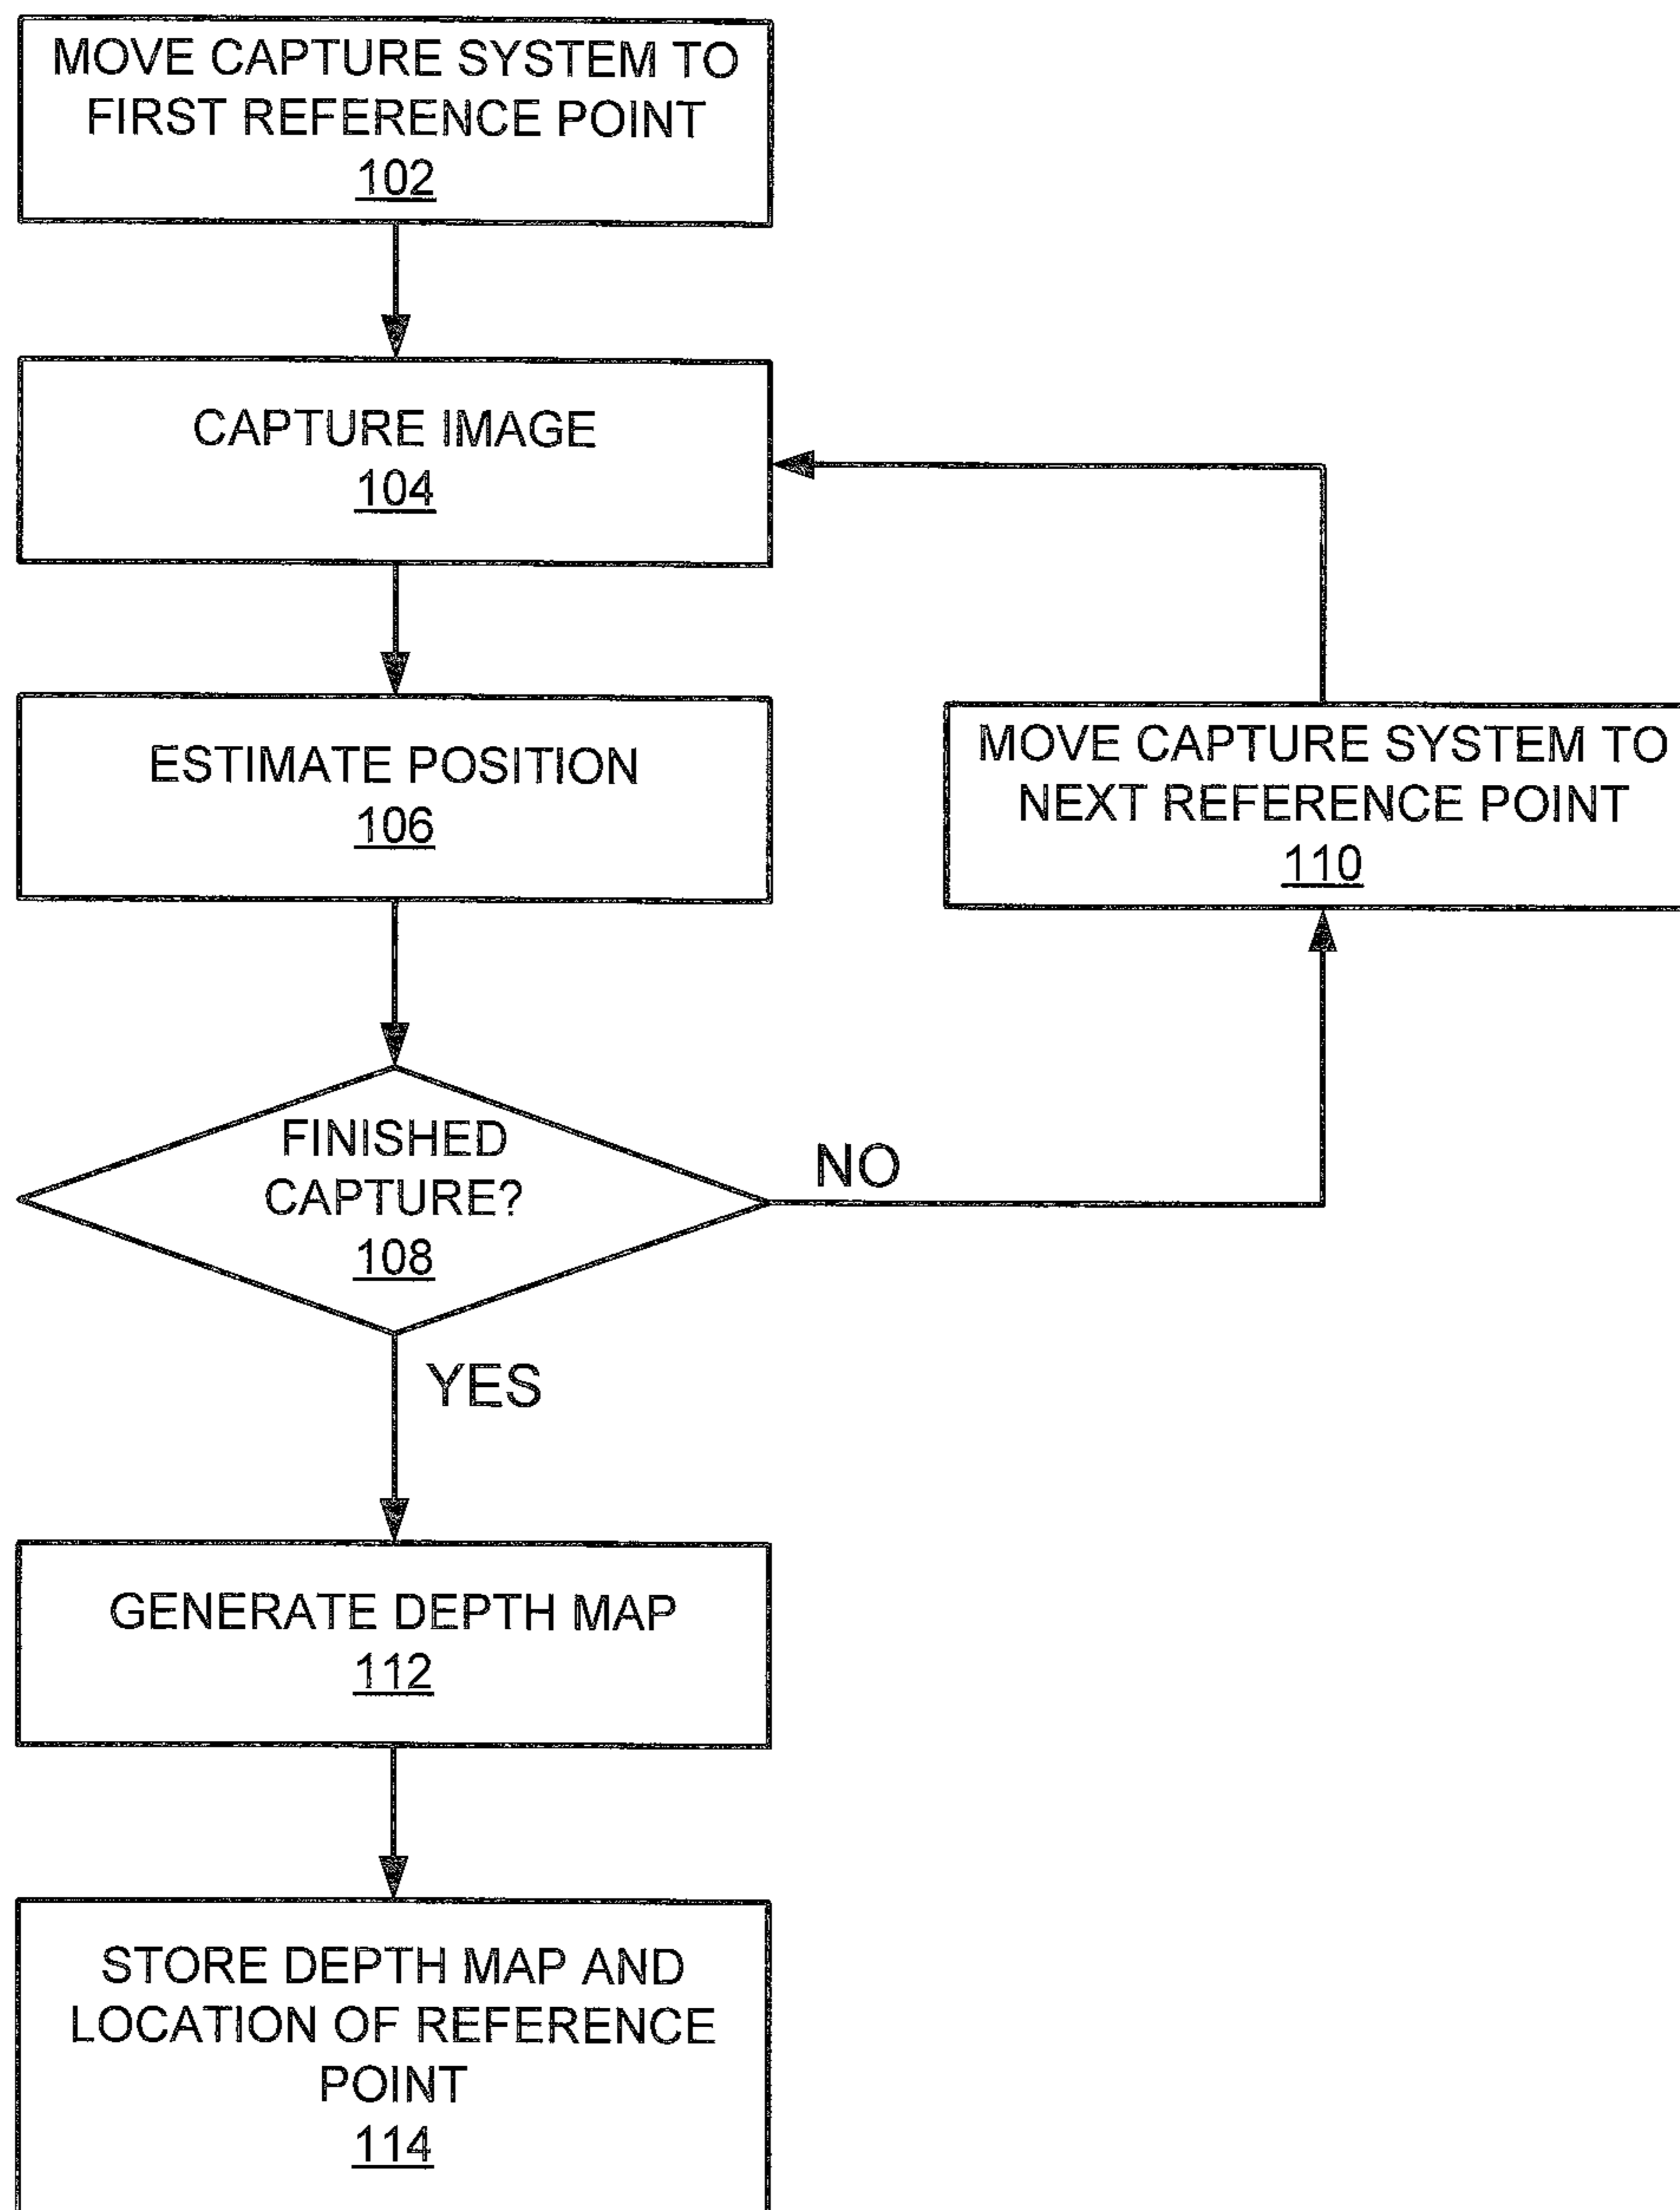 MOVE CAPTURE SYSTEM TO
FIRST REFERENCE POINT
102
CAPTURE IMAGE
104
ESTIMATE POSITION
106
MOVE CAPTURE SYSTEM TO
NEXT REFERENCE POINT
110
FINISHED
CAPTURE?
108
NO
YES
GENERATE DEPTH MAP
112
STORE DEPTH MAP AND
LOCATION OF REFERENCE
POINT
114